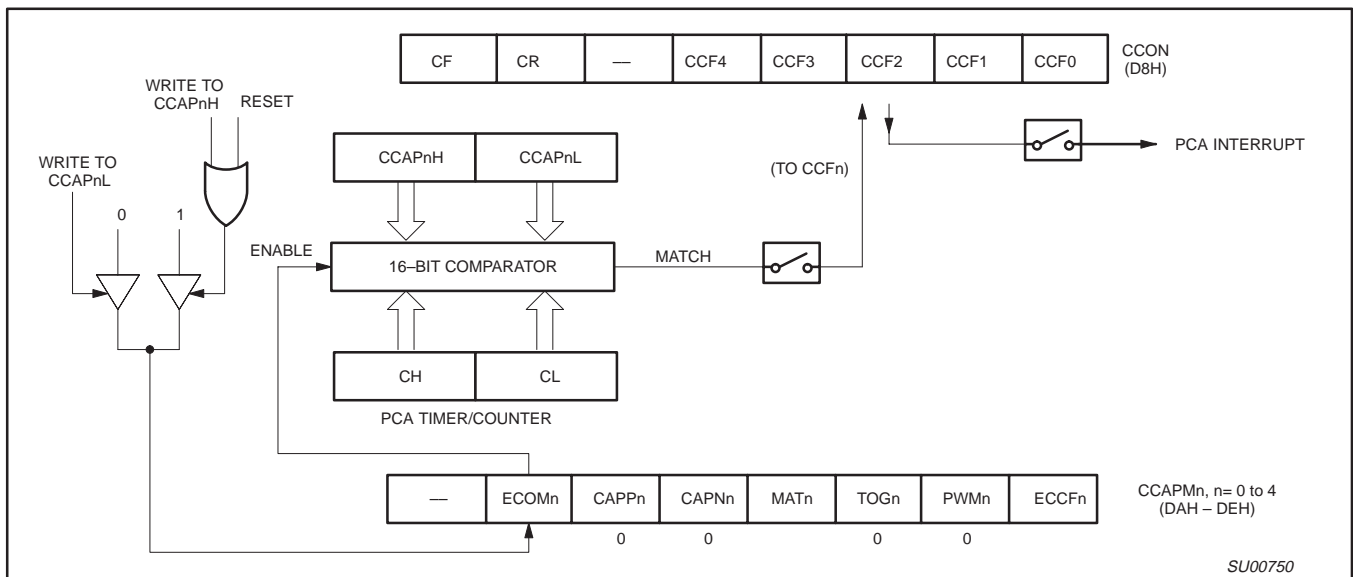 CF CR — CCF4 CCF3 CCF2 CCF1 CCF0
CCON
(D8H)
WRITE TO
CCAPnH
RESET
WRITE TO
CCAPnL
0 1
CCAPnH CCAPnL
(TO CCFn)
PCA INTERRUPT
ENABLE
16–BIT COMPARATOR
MATCH
CH CL
PCA TIMER/COUNTER
— ECOMn CAPPn CAPNn MATn TOGn PWMn ECCFn
CCAPMn, n= 0 to 4
(DAH – DEH)
0 0 0 0
SU00750